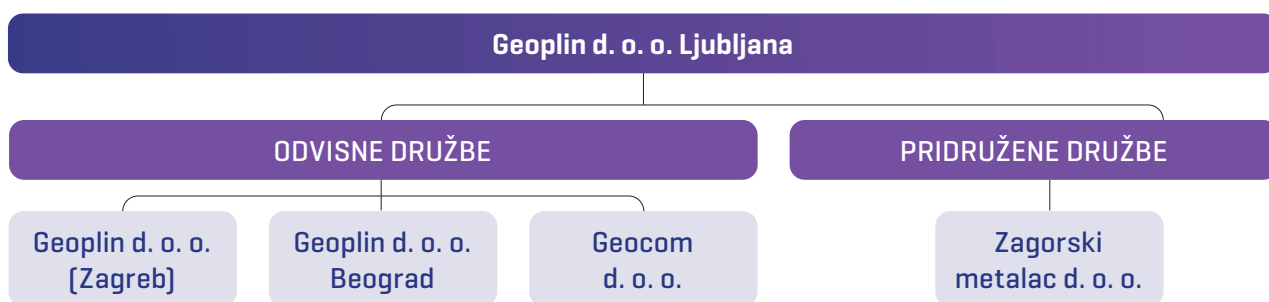 Geoplin d. o. o. Ljubljana
ODVISNE DRUŽBE
PRIDRUŽENE DRUŽBE
Geoplin d. o. o.
(Zagreb)
Geoplin d. o. o.
Beograd
Geocom
d. o. o.
Zagorski
metalac d. o. o.